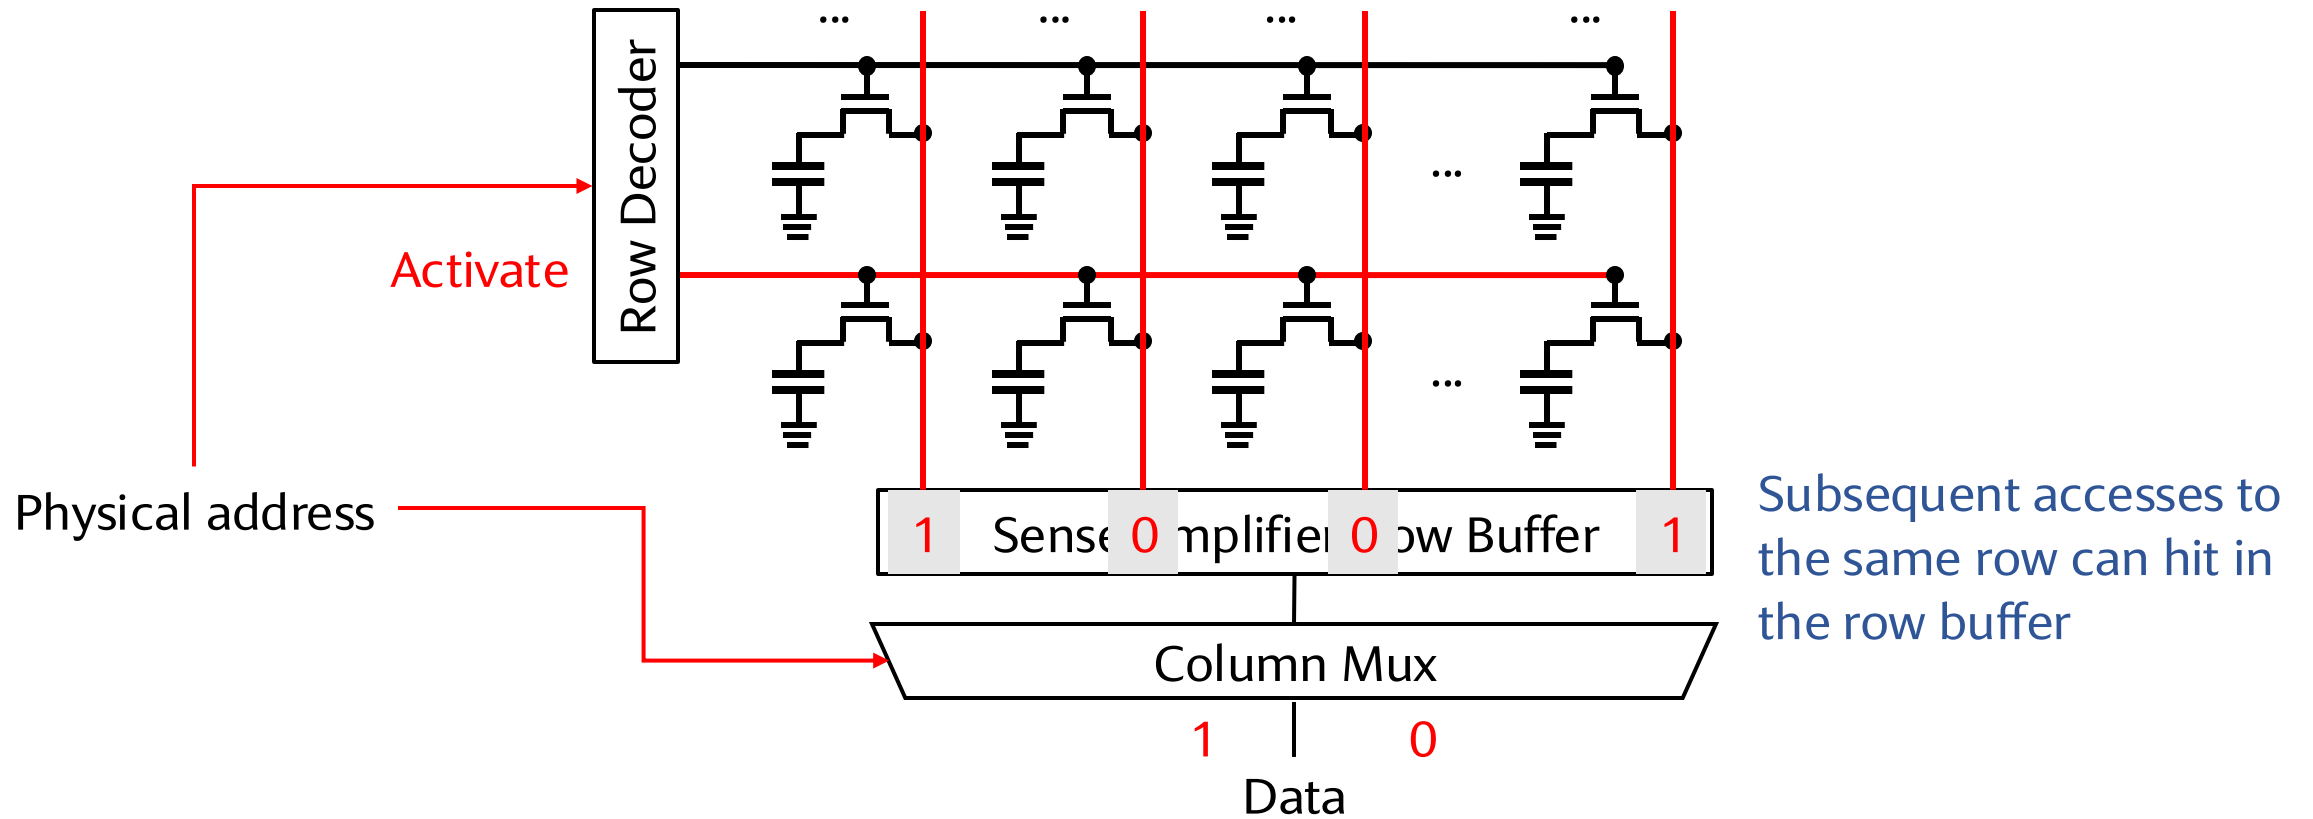 ...
...
...
...
Row Decoder
...
Activate
...
Physical address
1
Sense
0
mplifier
0
ow Buffer
1
Subsequent accesses to
the same row can hit in
the row buffer
Column Mux
1
0
Data